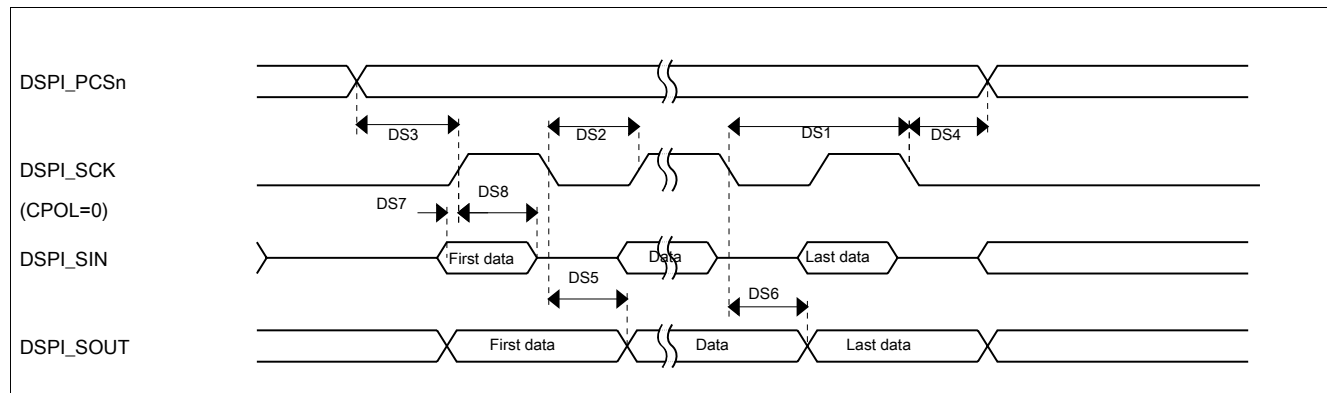 DSPI_PCSn
DS3
DS2
DS1
DS4
DSPI_SCK
(CPOL=0)
DS7
DS8
DSPI_SIN
First data
Data
Last data
DS5
DS6
DSPI_SOUT
First data
Data
Last data